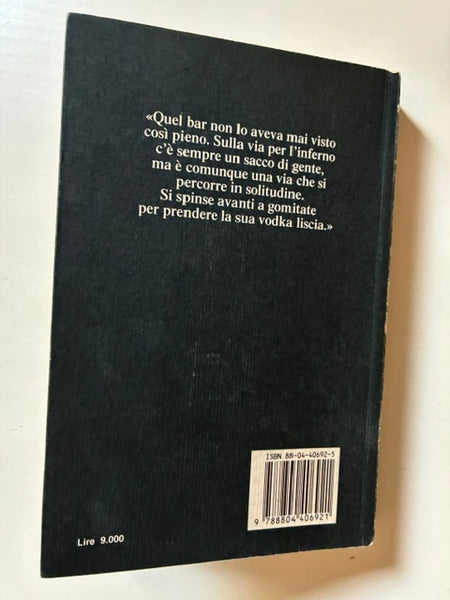 «Quel bar non lo aveva mai visto
così pieno. Sulla via per l'inferno
c'è sempre un sacco di gente,
ma è comunque una via che si
percorre in solitudine.
Si spinse avanti a gomitate
per prendere la sua vodka liscia.»
ISBN 88-04-40692-5
9 788804 406921
Lire 9.000